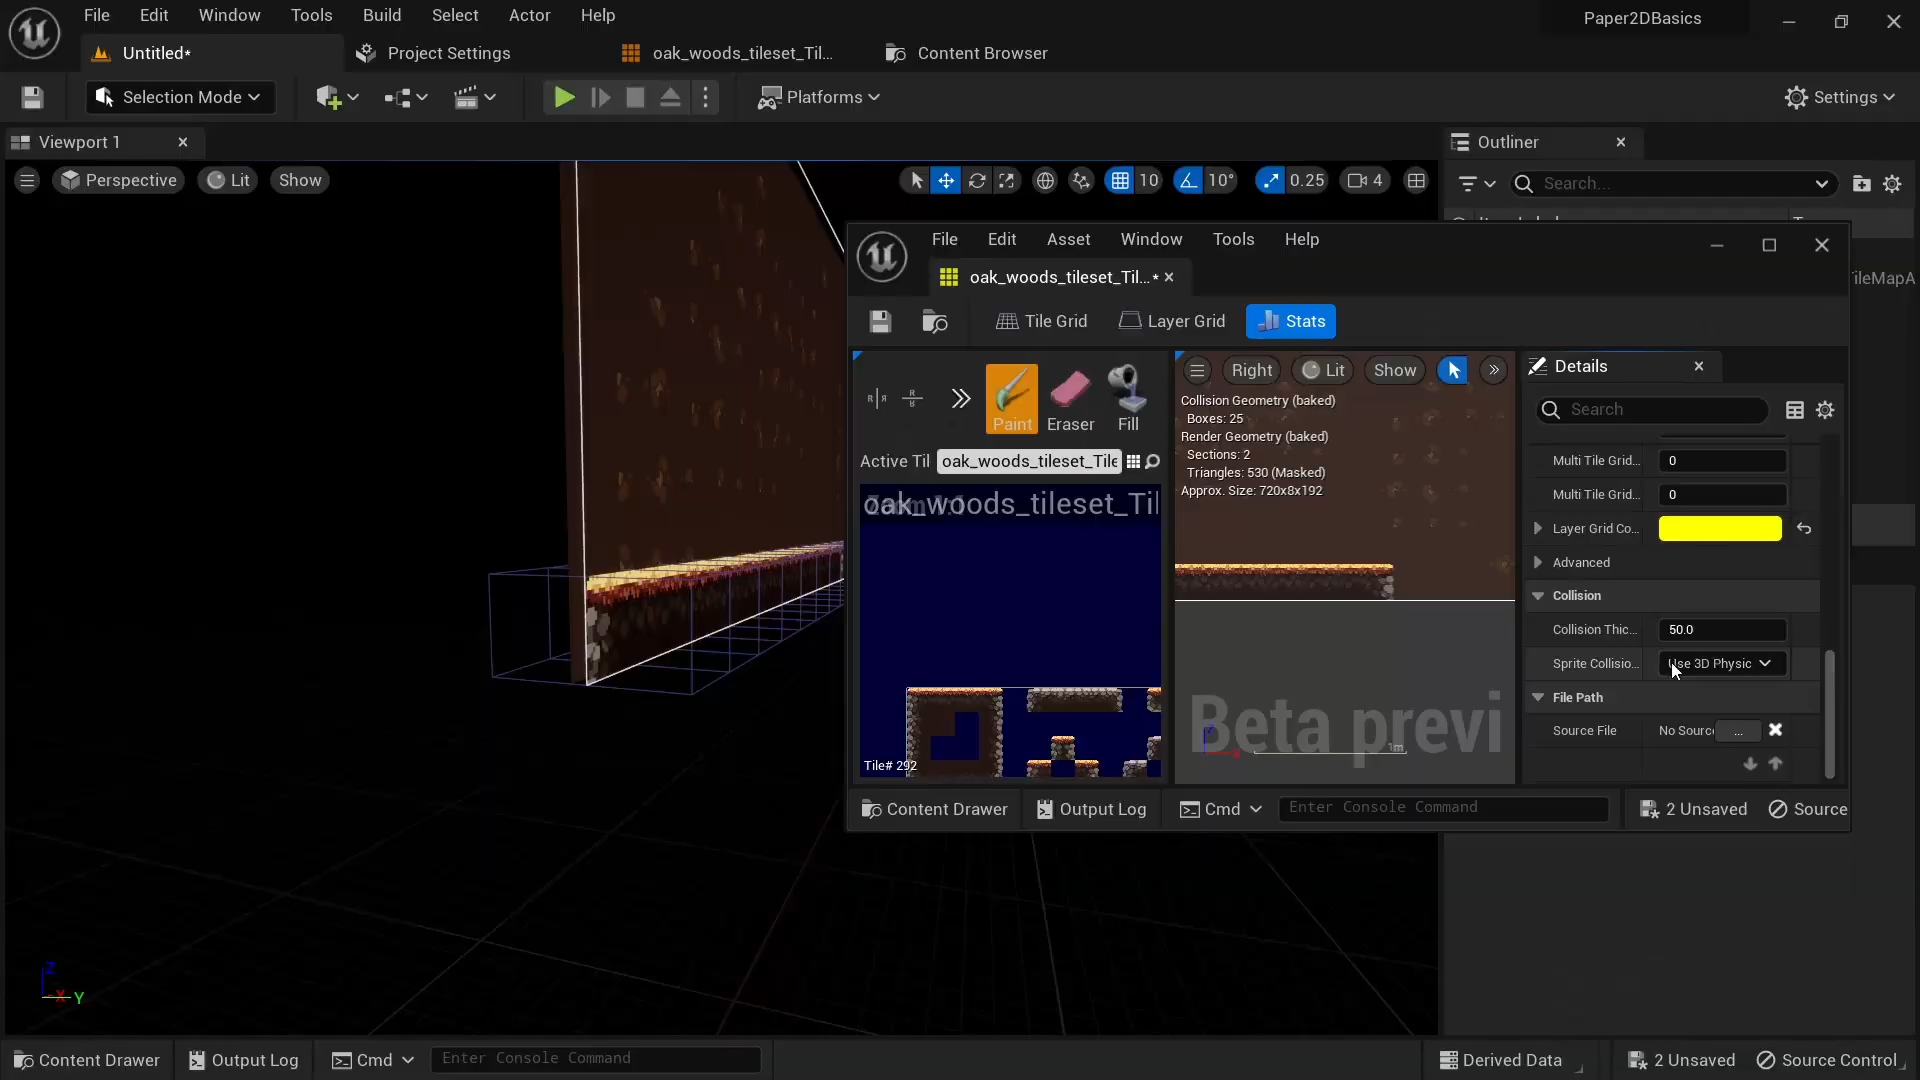 File Edit Window Tools Build Select Actor Help
Paper2DBasics
Untitled*
Project Settings
oak_woods_tileset_Til...
Content Browser
Selection Mode
Platforms
Settings
Viewport 1
Outliner
Perspective
Lit
Show
10
10°
0.25
4
Search...
File Edit Asset Window Tools Help
oak_woods_tileset_Til...*
ileMapA
Tile Grid
Layer Grid
Stats
Paint
Eraser
Fill
Right
Lit
Show
Details
Search
Collision Geometry (baked)
Boxes: 25
Render Geometry (baked)
Sections: 2
Triangles: 530 (Masked)
Approx. Size: 720x8x192
Active Til
oak_woods_tileset_Tile
oak_woods_tileset_Til
Multi Tile Grid... 0
Multi Tile Grid... 0
Layer Grid Co...
Advanced
Collision
Collision Thic... 50.0
Sprite Collisio... Use 3D Physic
File Path
Source File No Sourc ...
Beta previ
1m
Tile# 292
Content Drawer
Output Log
Cmd
Enter Console Command
2 Unsaved
Source
Z
X
Y
Content Drawer
Output Log
Cmd
Enter Console Command
Derived Data
2 Unsaved
Source Control